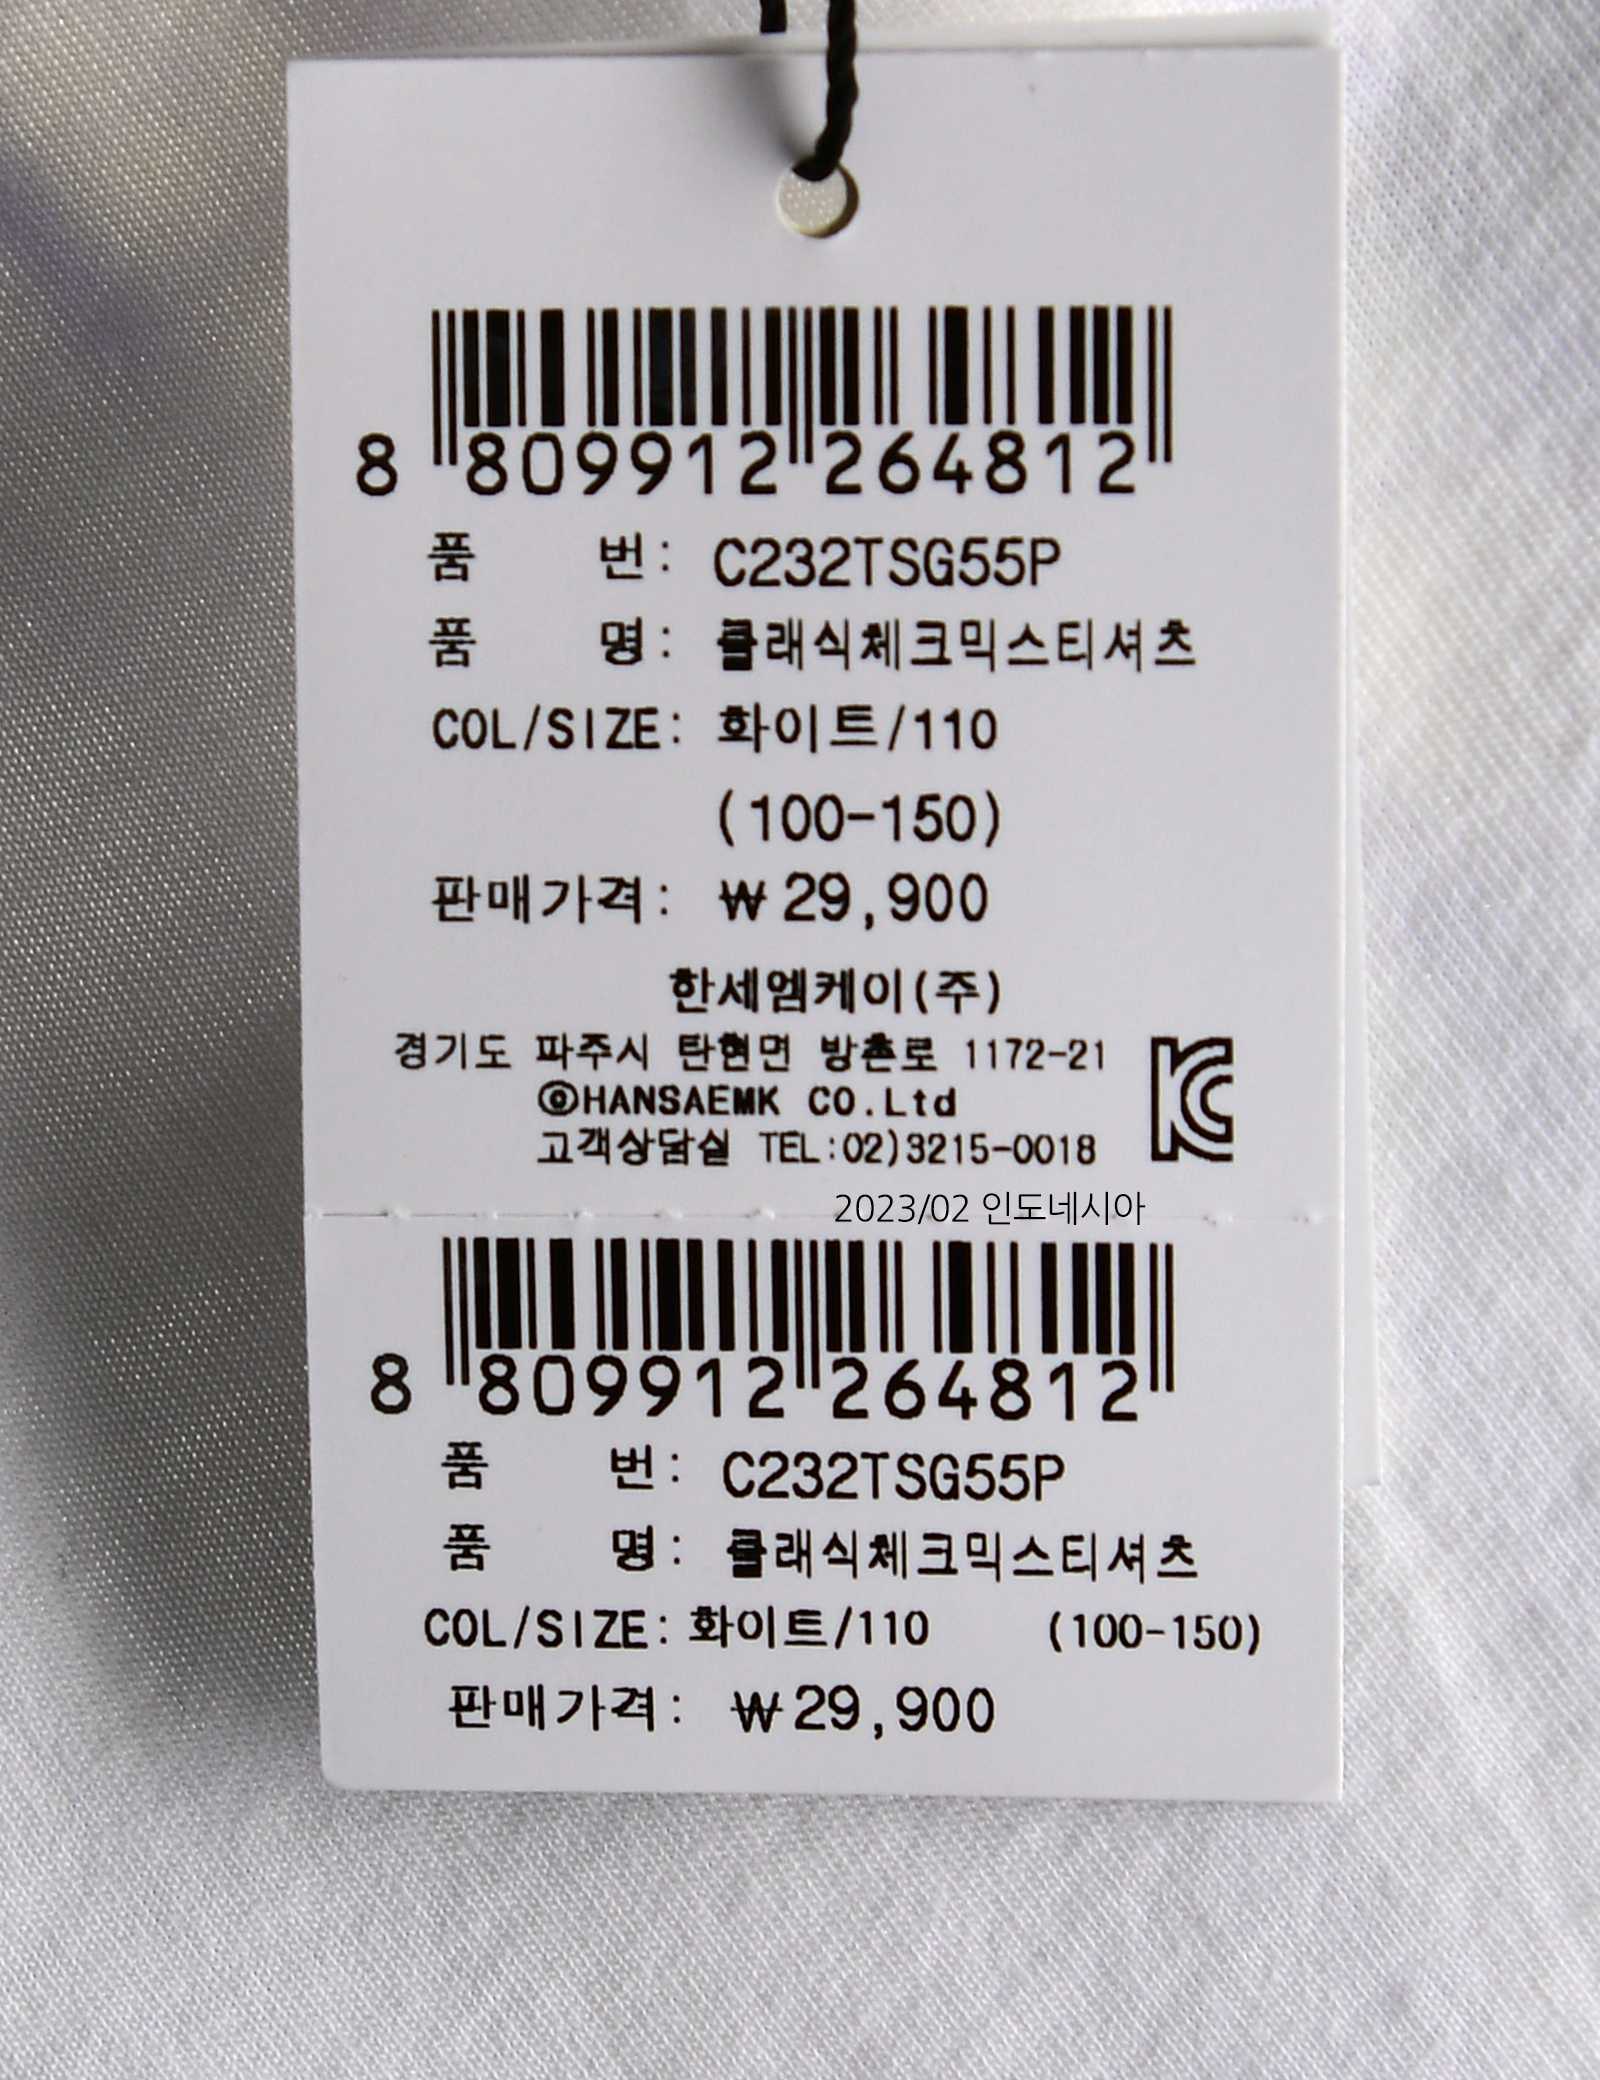 8 809912 264812
품 번: C232TSG55P
품 명: 클래식체크믹스티셔츠
COL/SIZE: 화이트/110
(100-150)
판매가격: ₩29,900
한세엠케이(주)
경기도 파주시 탄현면 방촌로 1172-21
©HANSAEMK CO.Ltd
고객상담실 TEL:02)3215-0018
2023/02 인도네시아
8 809912 264812
품 번: C232TSG55P
품 명: 클래식체크믹스티셔츠
COL/SIZE: 화이트/110 (100-150)
판매가격: ₩29,900